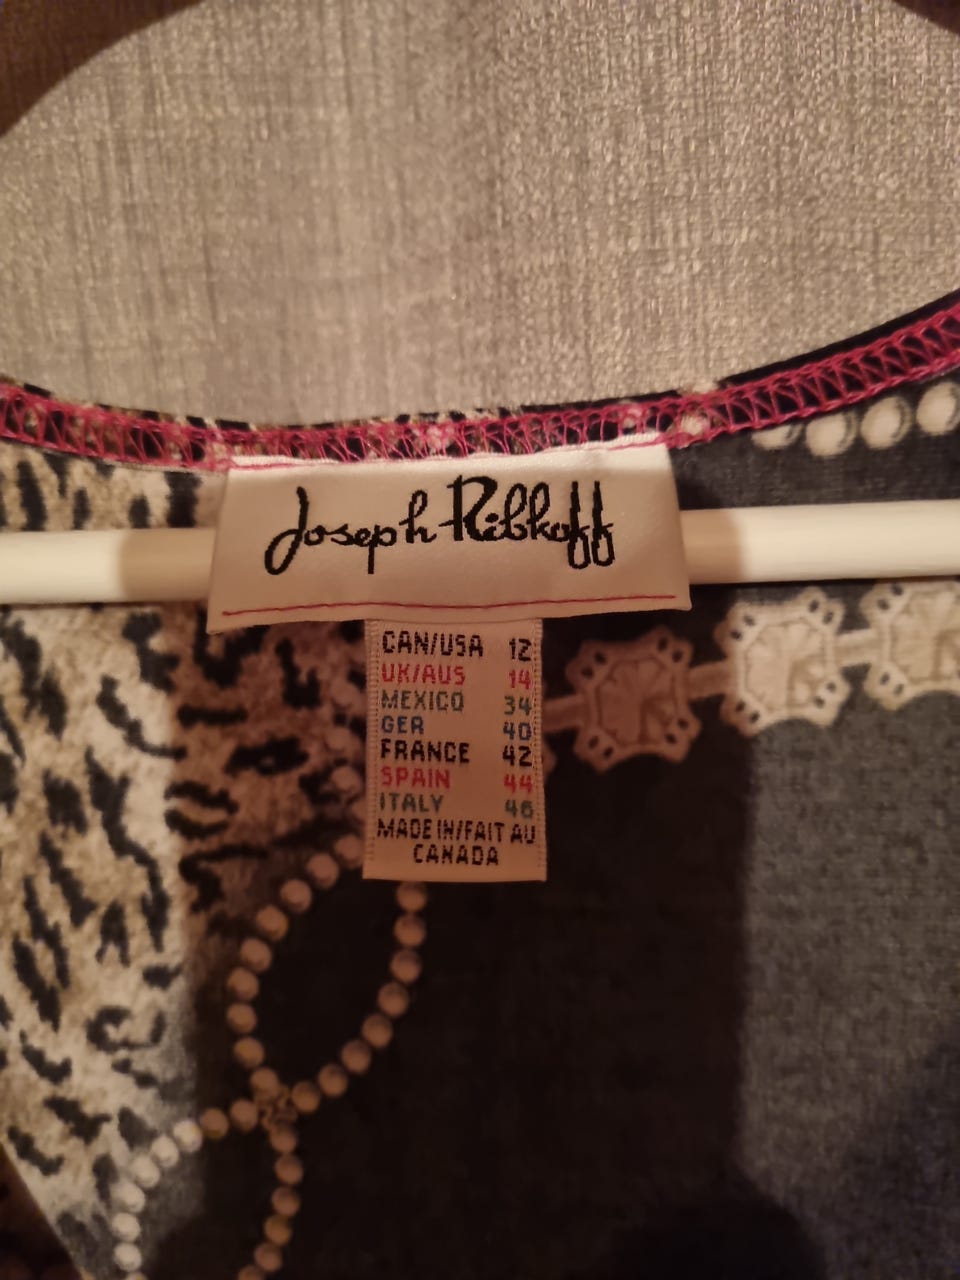 Joseph Ribkoff
CAN/USA 12
UK/AUS 14
MEXICO 34
GER 40
FRANCE 42
SPAIN 44
ITALY 46
MADE IN/FAIT AU
CANADA